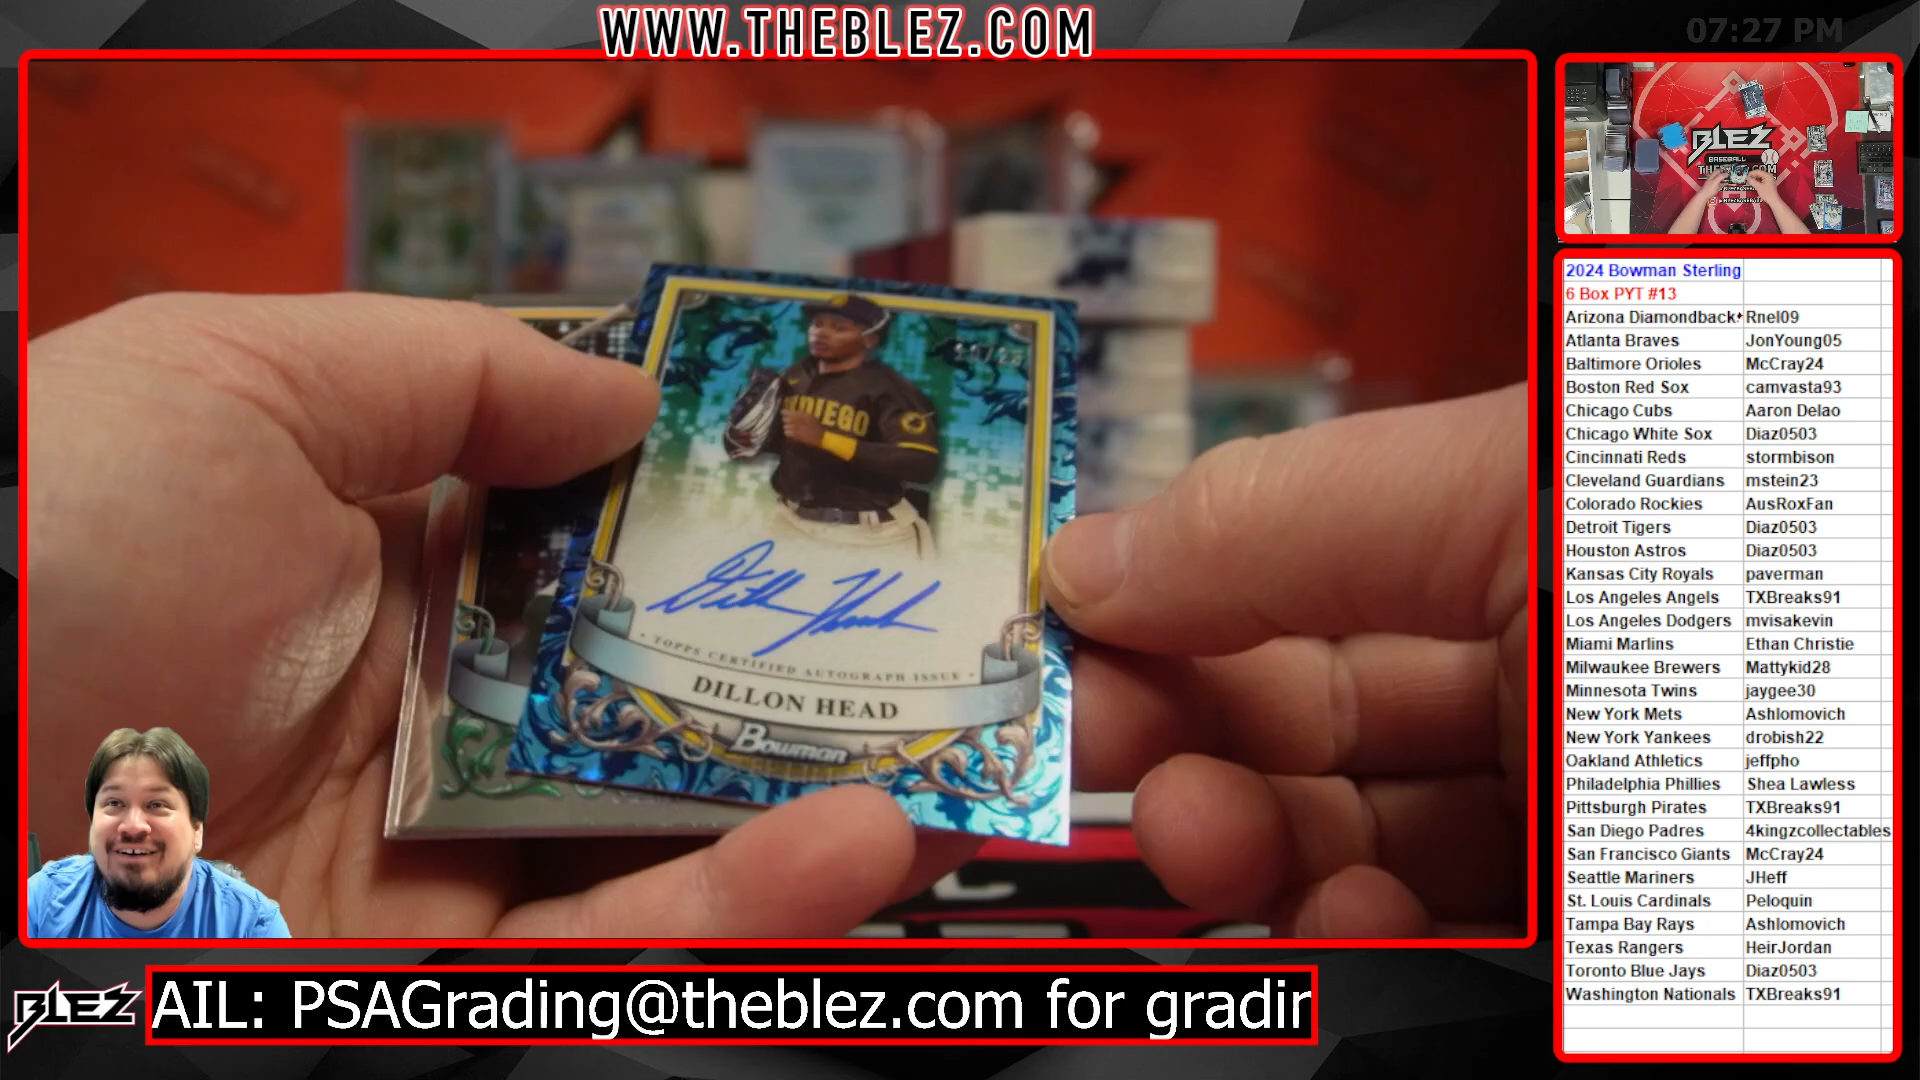 WWW.THEBLEZ.COM
07:27 PM
BLEZ
BASEBALL
SAN DIEGO
Dillon Head
• TOPPS CERTIFIED AUTOGRAPH ISSUE •
DILLON HEAD
Bowman
2024 Bowman Sterling
6 Box PYT #13
Arizona Diamondback Rnel09
Atlanta Braves JonYoung05
Baltimore Orioles McCray24
Boston Red Sox camvasta93
Chicago Cubs Aaron Delao
Chicago White Sox Diaz0503
Cincinnati Reds stormbison
Cleveland Guardians mstein23
Colorado Rockies AusRoxFan
Detroit Tigers Diaz0503
Houston Astros Diaz0503
Kansas City Royals paverman
Los Angeles Angels TXBreaks91
Los Angeles Dodgers mvisakevin
Miami Marlins Ethan Christie
Milwaukee Brewers Mattykid28
Minnesota Twins jaygee30
New York Mets Ashlomovich
New York Yankees drobish22
Oakland Athletics jeffpho
Philadelphia Phillies Shea Lawless
Pittsburgh Pirates TXBreaks91
San Diego Padres 4kingzcollectables
San Francisco Giants McCray24
Seattle Mariners JHeff
St. Louis Cardinals Peloquin
Tampa Bay Rays Ashlomovich
Texas Rangers HeirJordan
Toronto Blue Jays Diaz0503
Washington Nationals TXBreaks91
BLEZ
AIL: PSAGrading@theblez.com for gradin